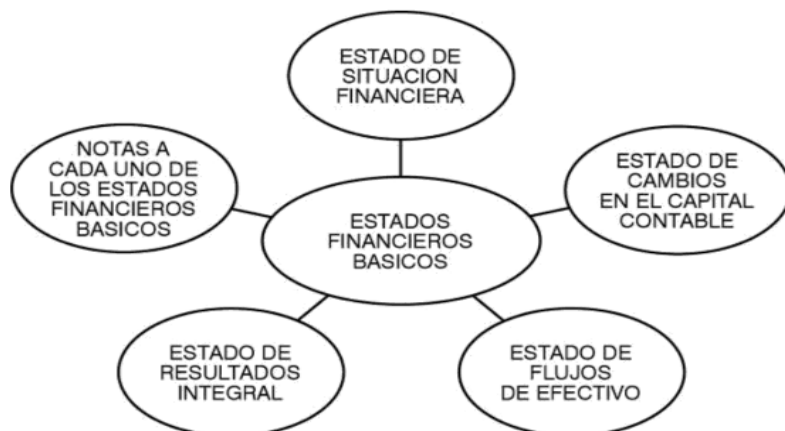 ESTADO DE
SITUACION
FINANCIERA
NOTAS A
CADA UNO DE
LOS ESTADOS
FINANCIEROS
BASICOS
ESTADO DE
CAMBIOS
EN EL CAPITAL
CONTABLE
ESTADOS
FINANCIEROS
BASICOS
ESTADO DE
RESULTADOS
INTEGRAL
ESTADO DE
FLUJOS
DE EFECTIVO